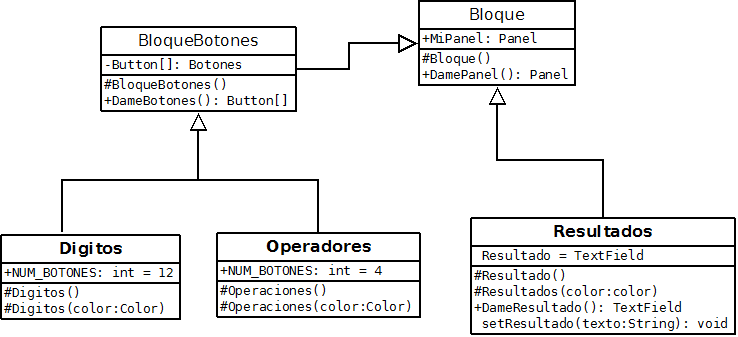 Bloque
+MiPanel: Panel
#Bloque()
+DamePanel(): Panel
BloqueBotones
-Button[]: Botones
#BloqueBotones()
+DameBotones(): Button[]
Digitos
+NUM_BOTONES: int = 12
#Digitos()
#Digitos(color:Color)
Operadores
+NUM_BOTONES: int = 4
#Operaciones()
#Operaciones(color:Color)
Resultados
Resultado = TextField
#Resultado()
#Resultados(color:color)
+DameResultado(): TextField
setResultado(texto:String): void